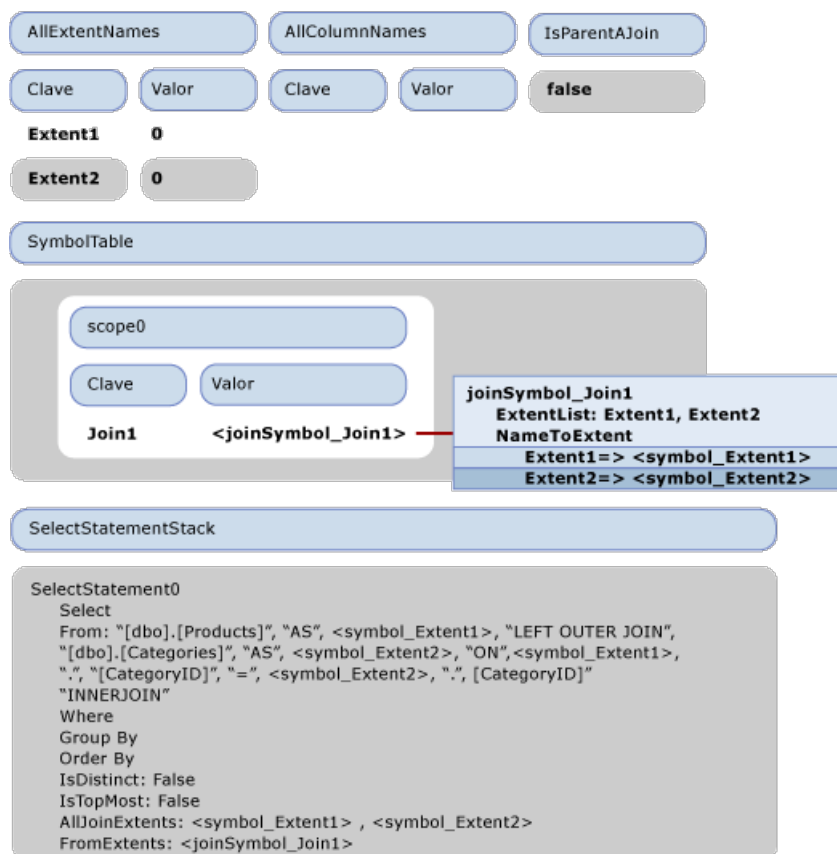 AllExtentNames
AllColumnNames
IsParentAJoin
Clave
Valor
Clave
Valor
false
Extent1
0
Extent2
0
SymbolTable
scope0
Clave
Valor
Join1
<joinSymbol_Join1>
joinSymbol_Join1
ExtentList: Extent1, Extent2
NameToExtent
Extent1=> <symbol_Extent1>
Extent2=> <symbol_Extent2>
SelectStatementStack
SelectStatement0
Select
From: “[dbo].[Products]”, “AS”, <symbol_Extent1>, “LEFT OUTER JOIN”,
“[dbo].[Categories]”, “AS”, <symbol_Extent2>, “ON”,<symbol_Extent1>,
“.”, “[CategoryID]”, “=”, <symbol_Extent2>, “.”, [CategoryID]”
“INNERJOIN”
Where
Group By
Order By
IsDistinct: False
IsTopMost: False
AllJoinExtents: <symbol_Extent1> , <symbol_Extent2>
FromExtents: <joinSymbol_Join1>